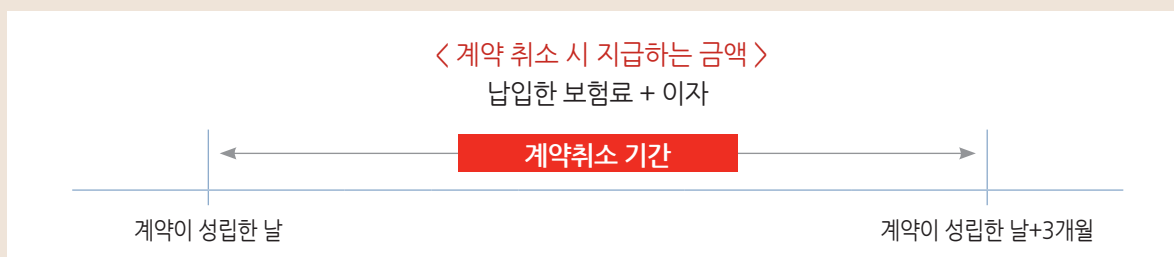 < 계약 취소 시 지급하는 금액 >
납입한 보험료 + 이자
계약취소 기간
계약이 성립한 날
계약이 성립한 날+3개월